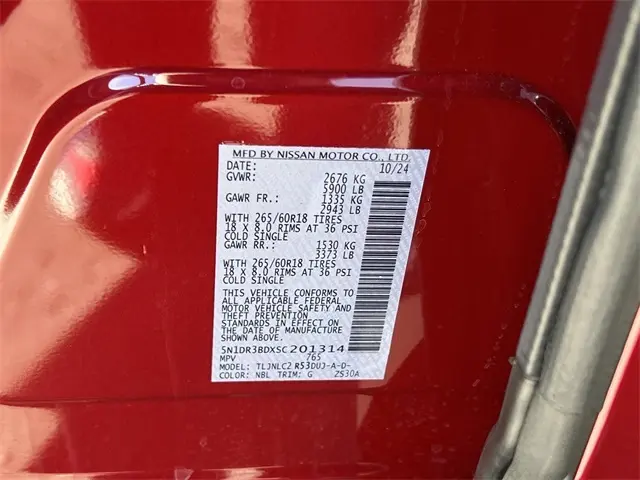 MFD BY NISSAN MOTOR CO., LTD.
DATE: 10/24
GVWR: 2676 KG
5900 LB
GAWR FR.: 1335 KG
2943 LB
WITH 265/60R18 TIRES
18 X 8.0 RIMS AT 36 PSI
COLD SINGLE
GAWR RR.: 1530 KG
3373 LB
WITH 265/60R18 TIRES
18 X 8.0 RIMS AT 36 PSI
COLD SINGLE
THIS VEHICLE CONFORMS TO
ALL APPLICABLE FEDERAL
MOTOR VEHICLE SAFETY AND
THEFT PREVENTION
STANDARDS IN EFFECT ON
THE DATE OF MANUFACTURE
SHOWN ABOVE.
5N1DR3BDXSC201314
MPV 765
MODEL: TLJNLC2 R53DUJ-A-D-
COLOR: NBL TRIM: G 2S30A